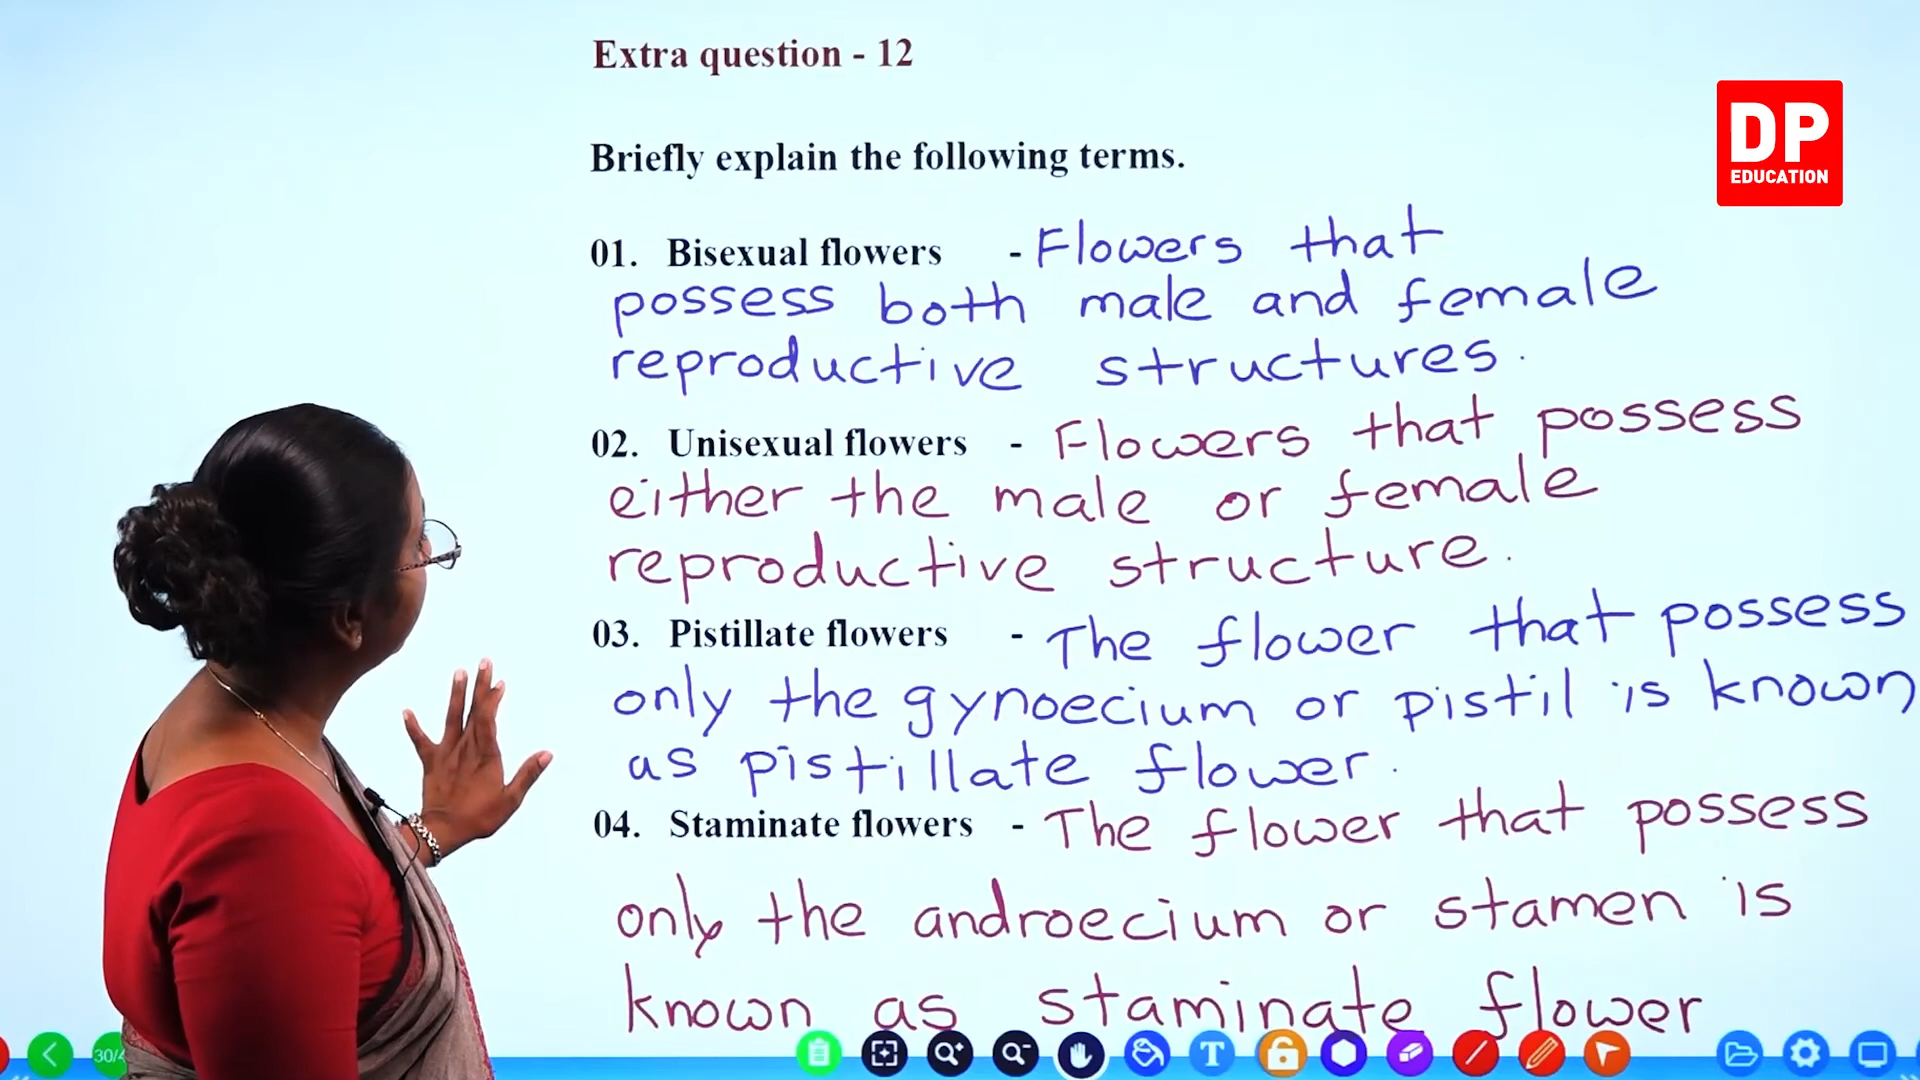 Extra question - 12
DP
EDUCATION
Briefly explain the following terms.
01. Bisexual flowers - Flowers that
possess both male and female
reproductive structures.
02. Unisexual flowers - Flowers that possess
either the male or female
reproductive structure.
03. Pistillate flowers - The flower that possess
only the gynoecium or pistil is known
as pistillate flower.
04. Staminate flowers - The flower that possess
only the androecium or stamen is
known as staminate flower
30/4
T